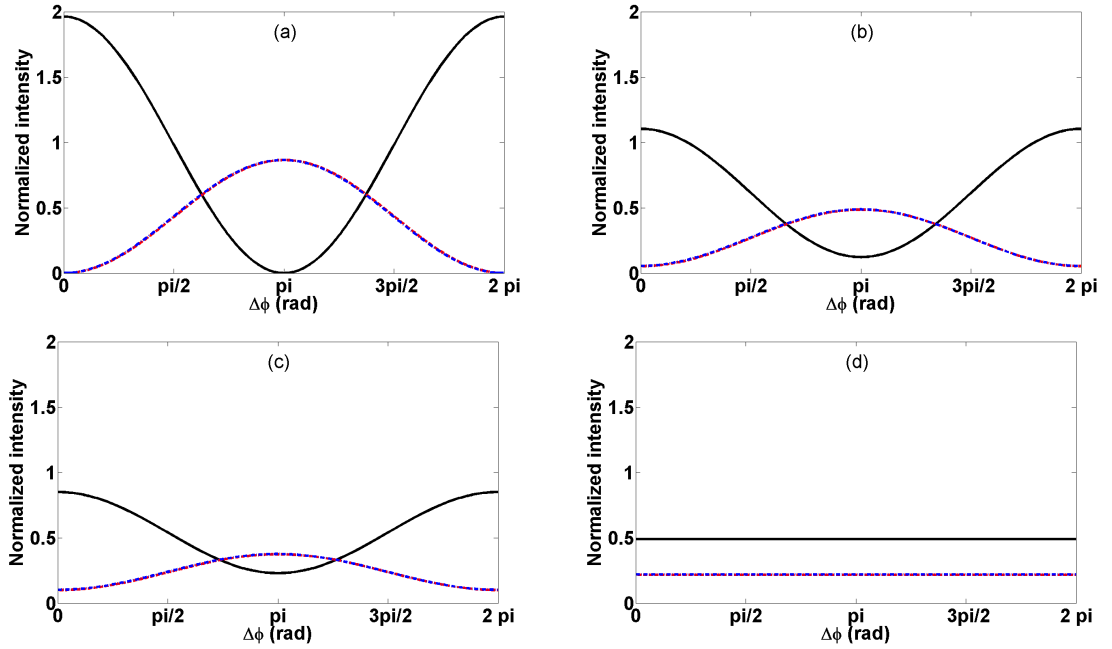 (a)
Normalized intensity
2
1.5
1
0.5
0
0 pi/2 pi 3pi/2 2 pi
Δϕ (rad)
(b)
Normalized intensity
2
1.5
1
0.5
0
0 pi/2 pi 3pi/2 2 pi
Δϕ (rad)
(c)
Normalized intensity
2
1.5
1
0.5
0
0 pi/2 pi 3pi/2 2 pi
Δϕ (rad)
(d)
Normalized intensity
2
1.5
1
0.5
0
0 pi/2 pi 3pi/2 2 pi
Δϕ (rad)